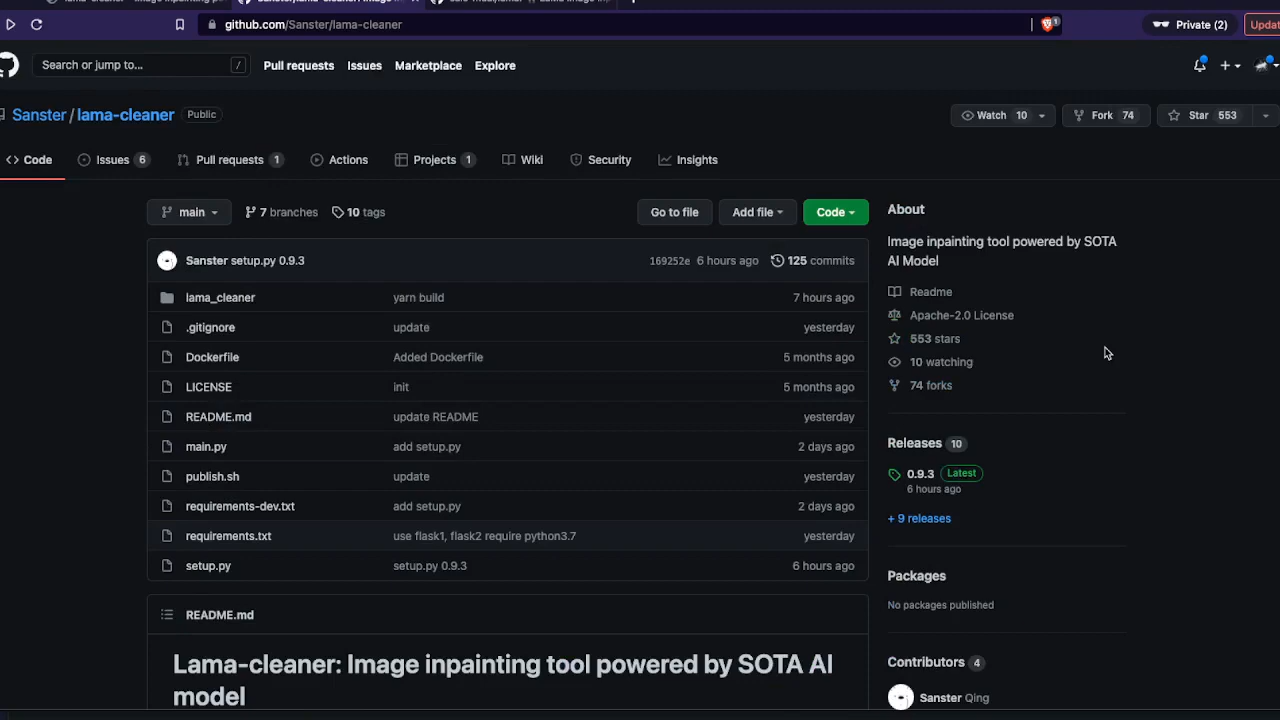 github.com/Sanster/lama-cleaner
1
Private (2)
Search or jump to...
/
Pull requests
Issues
Marketplace
Explore
Sanster / lama-cleaner
Public
Watch 10
Fork 74
Star 553
<> Code
Issues 6
Pull requests 1
Actions
Projects 1
Wiki
Security
Insights
main
7 branches
10 tags
Go to file
Add file
Code
Sanster setup.py 0.9.3
169252e 6 hours ago
125 commits
lama_cleaner
yarn build
7 hours ago
.gitignore
update
yesterday
Dockerfile
Added Dockerfile
5 months ago
LICENSE
init
5 months ago
README.md
update README
yesterday
main.py
add setup.py
2 days ago
publish.sh
update
yesterday
requirements-dev.txt
add setup.py
2 days ago
requirements.txt
use flask1, flask2 require python3.7
yesterday
setup.py
setup.py 0.9.3
6 hours ago
README.md
Lama-cleaner: Image inpainting tool powered by SOTA AI
model
About
Image inpainting tool powered by SOTA
AI Model
Readme
Apache-2.0 License
553 stars
10 watching
74 forks
Releases 10
0.9.3 Latest
6 hours ago
+ 9 releases
Packages
No packages published
Contributors 4
Sanster Qing